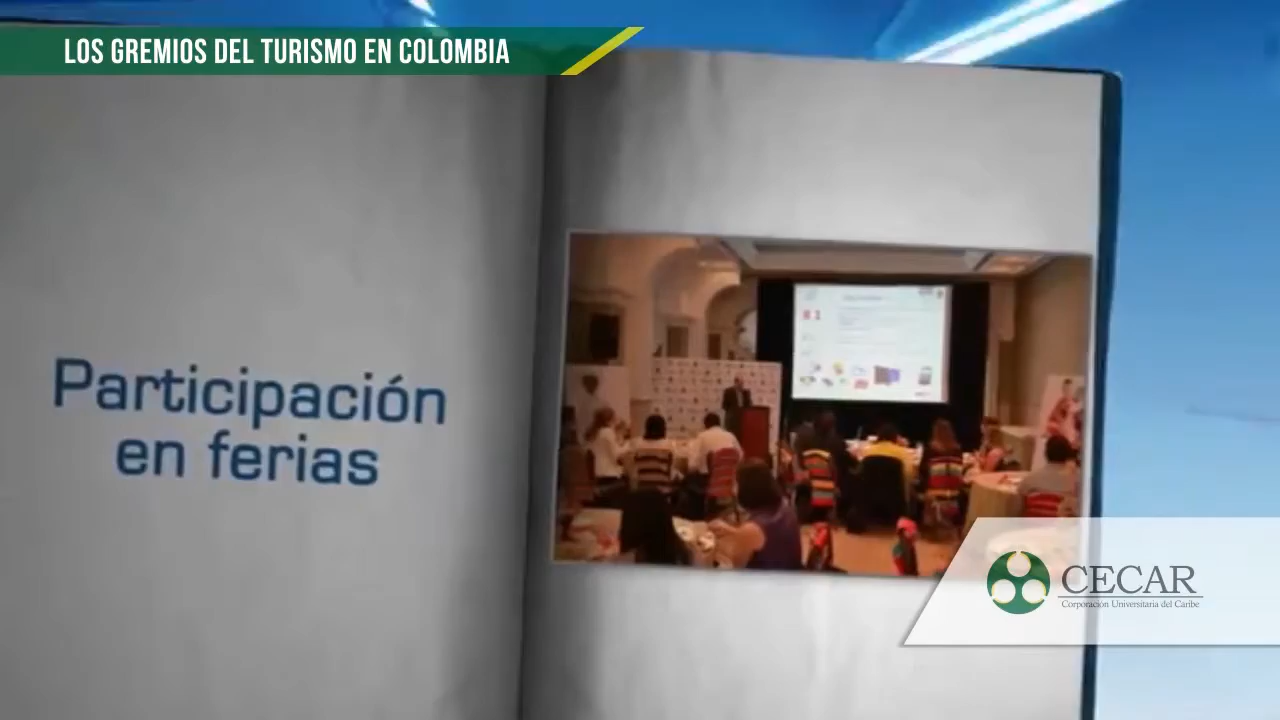 LOS GREMIOS DEL TURISMO EN COLOMBIA
Participación
en ferias
CECAR
Corporación Universitaria del Caribe